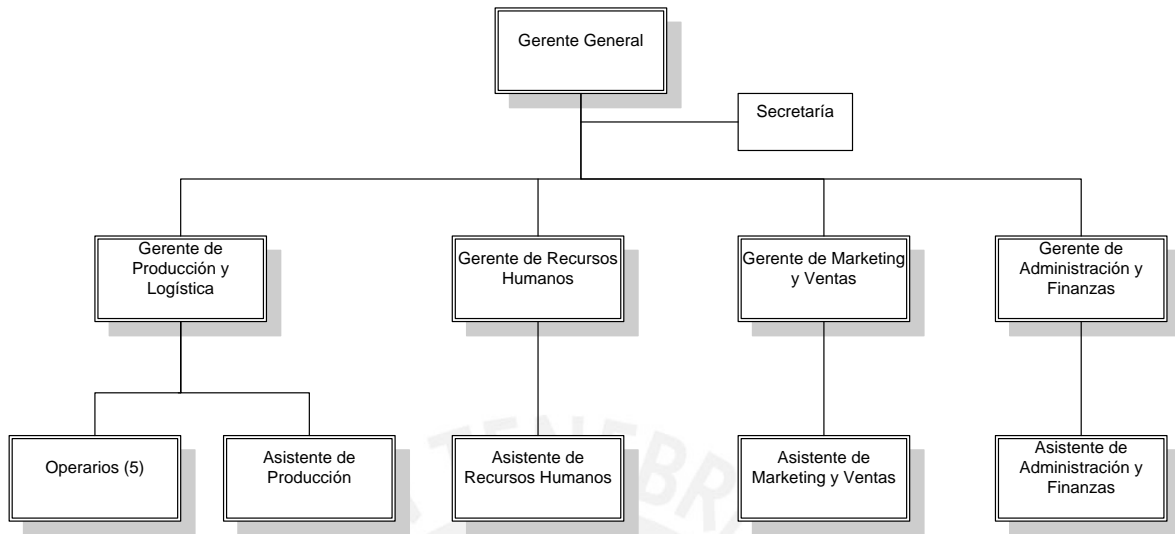 Gerente General
Secretaría
Gerente de
Producción y
Logística
Gerente de Recursos
Humanos
Gerente de Marketing
y Ventas
Gerente de
Administración y
Finanzas
Operarios (5)
Asistente de
Producción
Asistente de
Recursos Humanos
Asistente de
Marketing y Ventas
Asistente de
Administración y
Finanzas